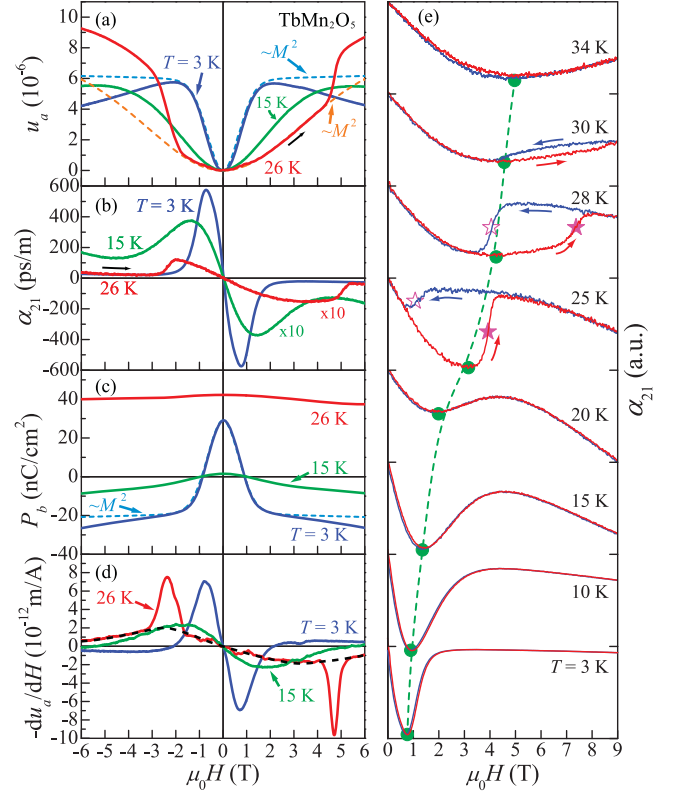 (a)
TbMn₂O₅
~M²
T = 3 K
15 K
~M²
26 K
uₐ (10⁻⁶)
10
8
6
4
2
0
(b)
T = 3 K
15 K
26 K
x10
x10
α₂₁ (ps/m)
600
400
200
0
-200
-400
-600
(c)
26 K
15 K
~M²
T = 3 K
P_b (nC/cm²)
40
20
0
-20
-40
(d)
26 K
T = 3 K
15 K
-duₐ/dH (10⁻¹² m/A)
8
6
4
2
0
-2
-4
-6
-8
-10
-6 -5 -4 -3 -2 -1 0 1 2 3 4 5 6
μ₀H (T)
(e)
34 K
30 K
28 K
25 K
20 K
15 K
10 K
T = 3 K
α₂₁ (a.u.)
0 1 2 3 4 5 6 7 8 9
μ₀H (T)